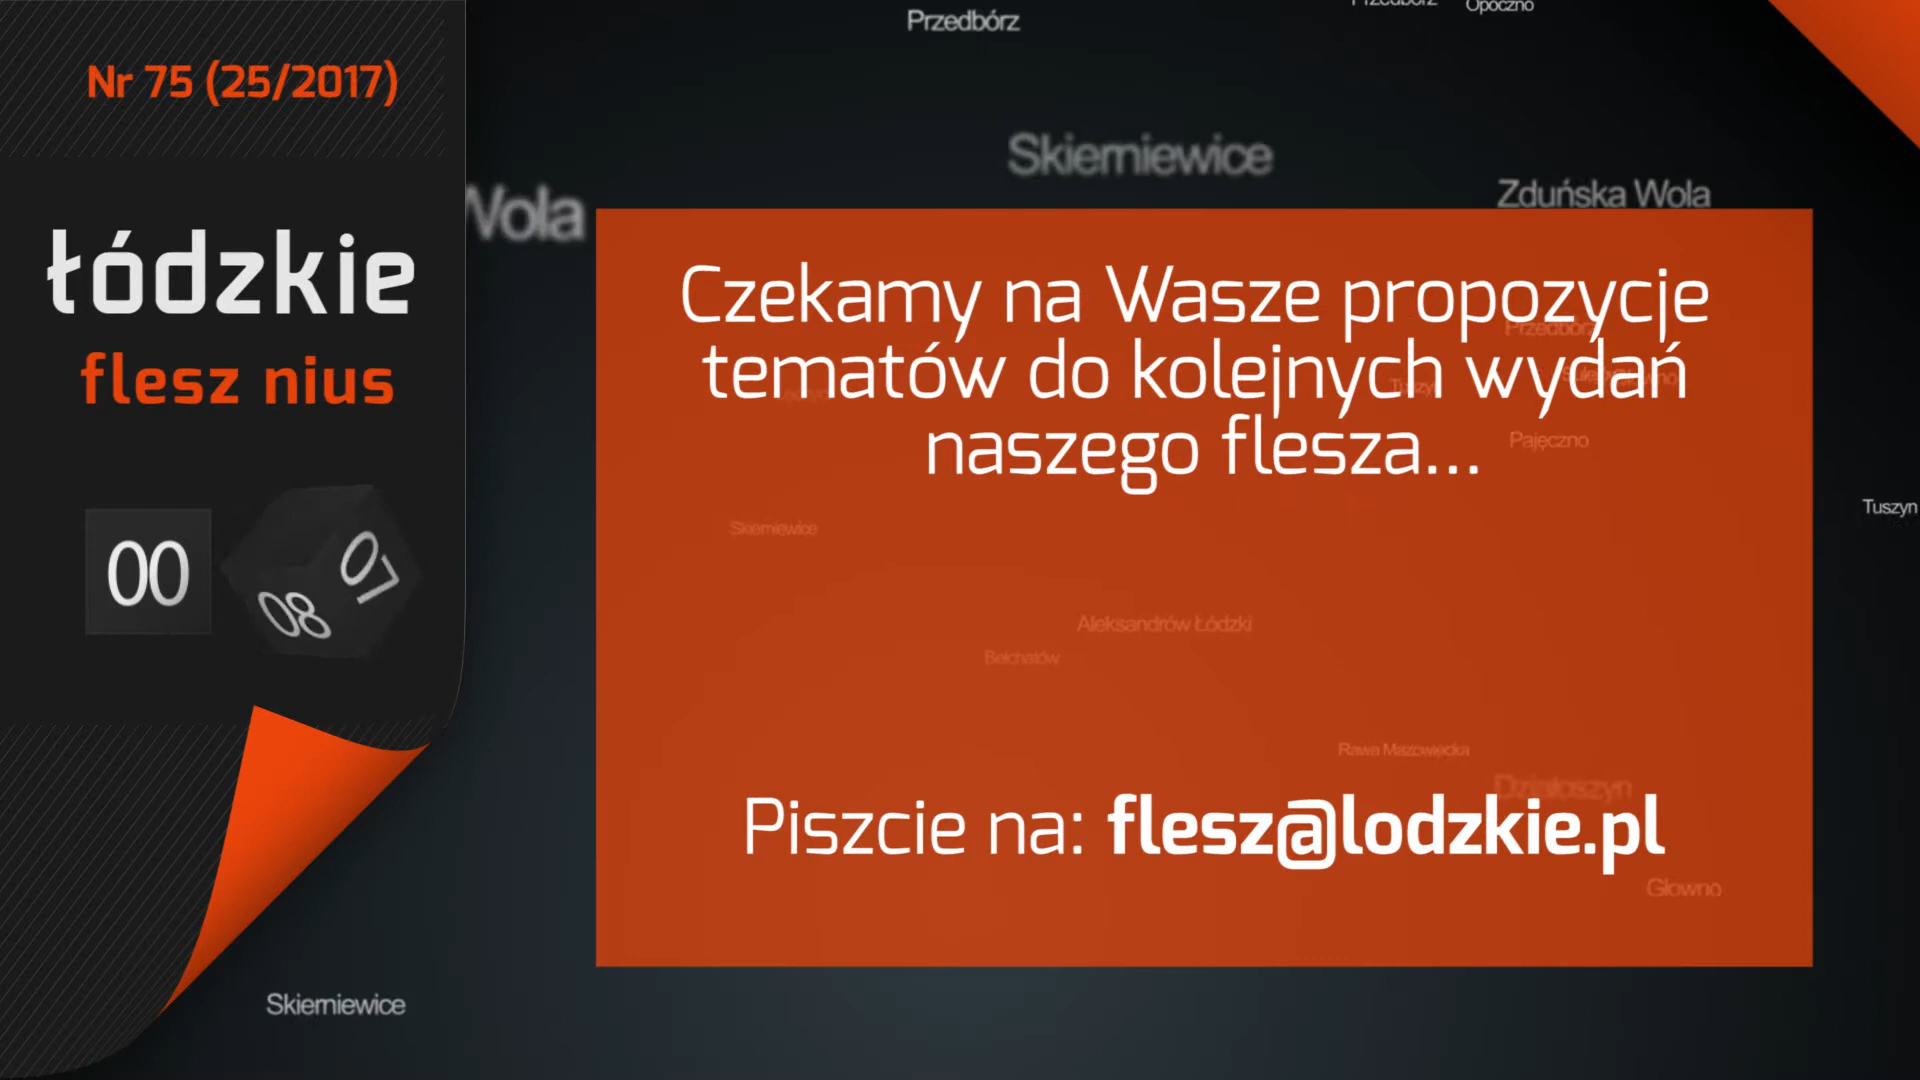 Przedbórz
Opoczno
Nr 75 (25/2017)
Skierniewice
Zduńska Wola
Wola
łódzkie
flesz nius
Czekamy na Wasze propozycje
tematów do kolejnych wydań
naszego flesza...
Przedbórz
Pajęczno
Tuszyn
Skierniewice
00
08
07
Aleksandrów Łódzki
Bełchatów
Rawa Mazowiecka
Działoszyn
Piszcie na: flesz@lodzkie.pl
Głowno
Skierniewice